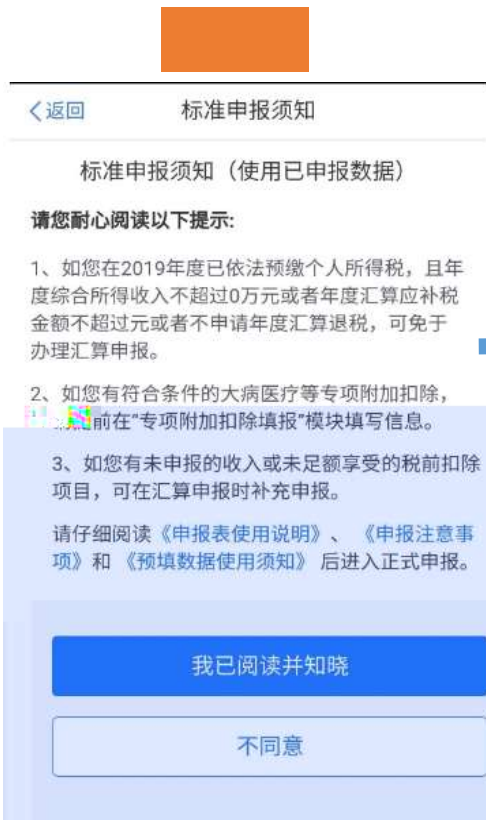 返回
标准申报须知
标准申报须知（使用已申报数据）
请您耐心阅读以下提示:
1、如您在2019年度已依法预缴个人所得税，且年
度综合所得收入不超过0万元或者年度汇算应补税
金额不超过元或者不申请年度汇算退税，可免于
办理汇算申报。
2、如您有符合条件的大病医疗等专项附加扣除，
前在“专项附加扣除填报”模块填写信息。
3、如您有未申报的收入或未足额享受的税前扣除
项目，可在汇算申报时补充申报。
请仔细阅读《申报表使用说明》、《申报注意事
项》和《预填数据使用须知》后进入正式申报。
我已阅读并知晓
不同意